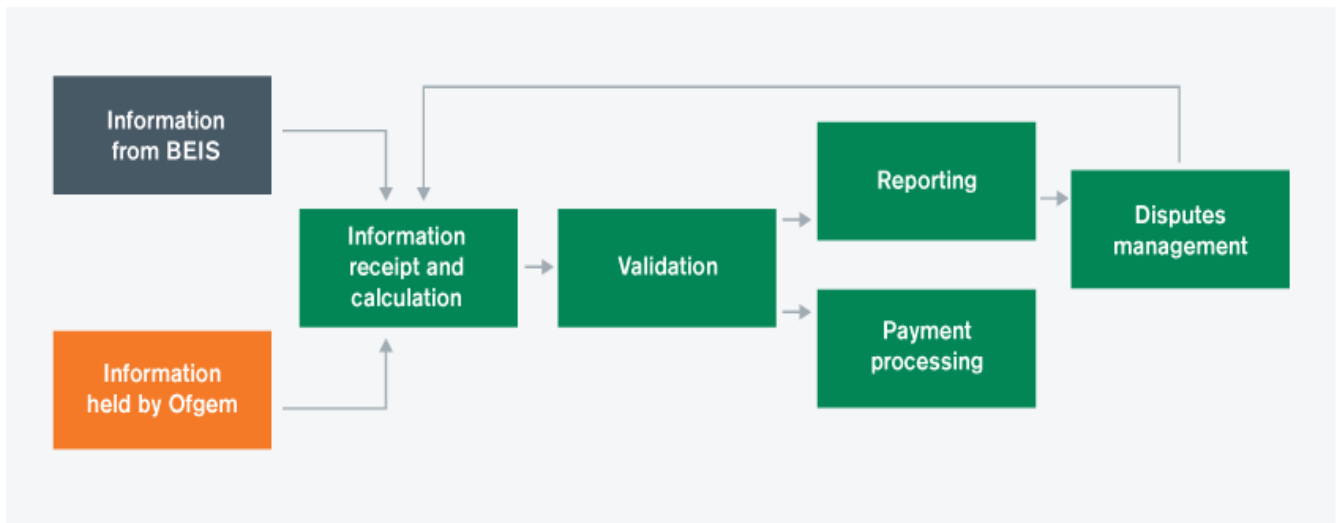 Information
from BEIS
Information
held by Ofgem
Information
receipt and
calculation
Validation
Reporting
Payment
processing
Disputes
management